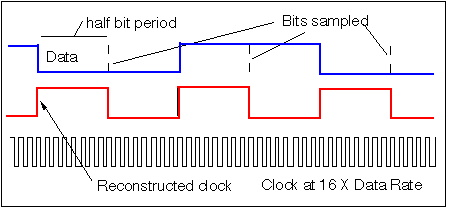 half bit period
Bits sampled
Data
Reconstructed clock
Clock at 16 X Data Rate